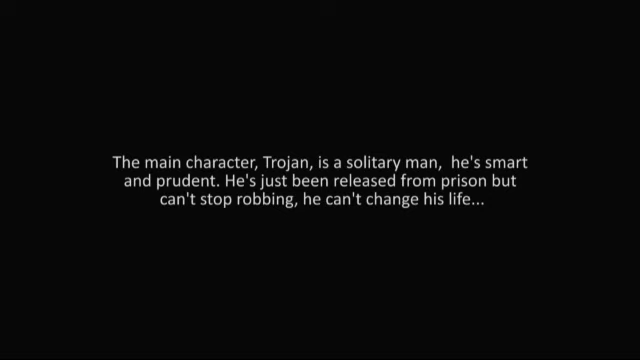 The main character, Trojan, is a solitary man,  he's smart
and prudent. He's just been released from prison but
can't stop robbing, he can't change his life...